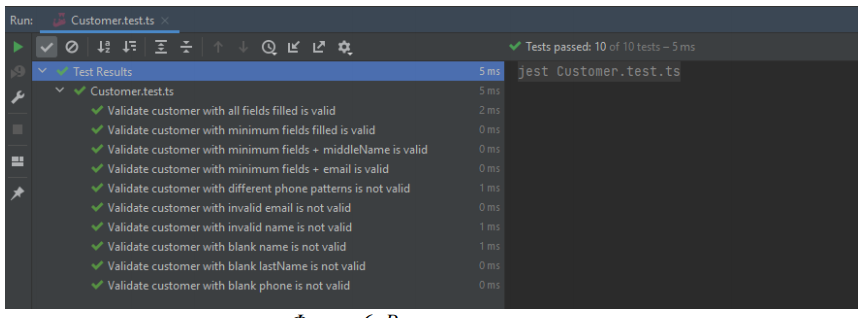 Run: Customer.test.ts
Tests passed: 10 of 10 tests – 5 ms
Test Results 5 ms
jest Customer.test.ts
Customer.test.ts 5 ms
Validate customer with all fields filled is valid 2 ms
Validate customer with minimum fields filled is valid 0 ms
Validate customer with minimum fields + middleName is valid 0 ms
Validate customer with minimum fields + email is valid 0 ms
Validate customer with different phone patterns is not valid 1 ms
Validate customer with invalid email is not valid 0 ms
Validate customer with invalid name is not valid 1 ms
Validate customer with blank name is not valid 1 ms
Validate customer with blank lastName is not valid 0 ms
Validate customer with blank phone is not valid 0 ms